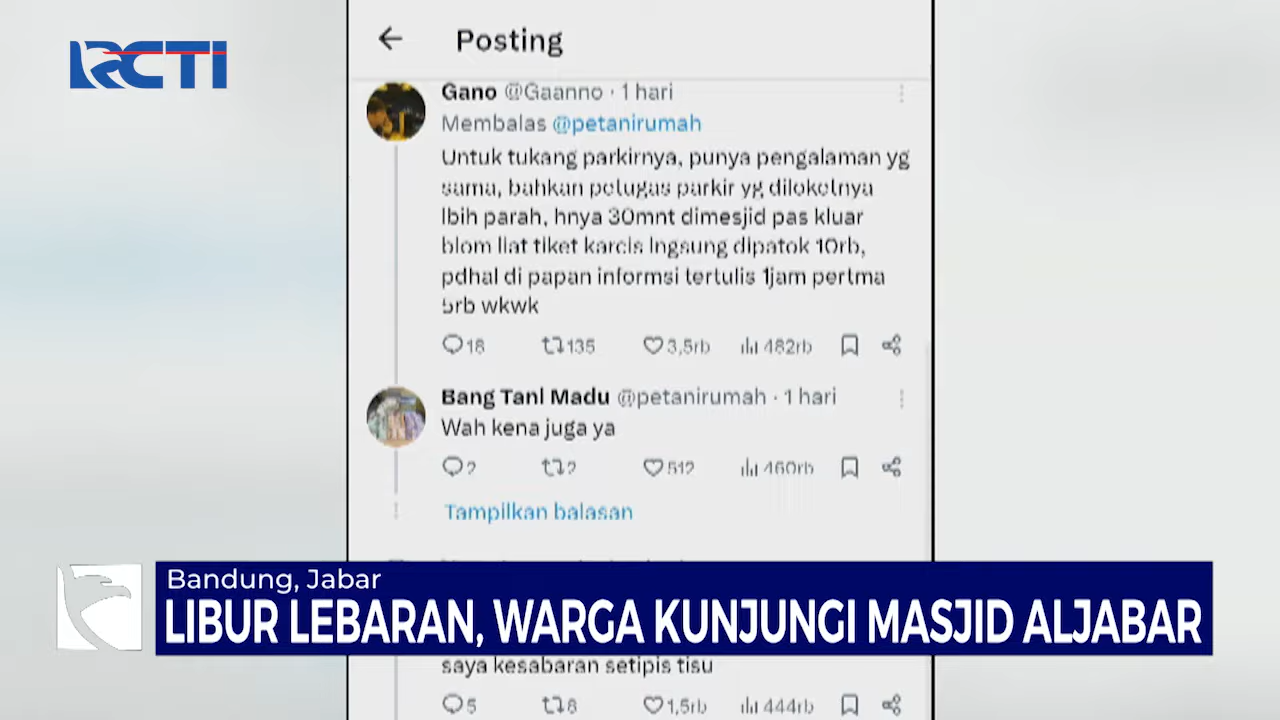 RCTI
Posting
Gano @Gaanno · 1 hari
Membalas @petanirumah
Untuk tukang parkirnya, punya pengalaman yg
sama, bahkan petugas parkir yg diloketnya
lbih parah, hnya 30mnt dimesjid pas kluar
blom liat tiket karcis lngsung dipatok 10rb,
pdhal di papan informsi tertulis 1jam pertma
5rb wkwk
18 135 3,5rb 482rb
Bang TanI Madu @petanirumah · 1 hari
Wah kena juga ya
2 2 512 460rb
Tampilkan balasan
Bandung, Jabar
LIBUR LEBARAN, WARGA KUNJUNGI MASJID ALJABAR
saya kesabaran setipis tisu
5 8 1,5rb 444rb